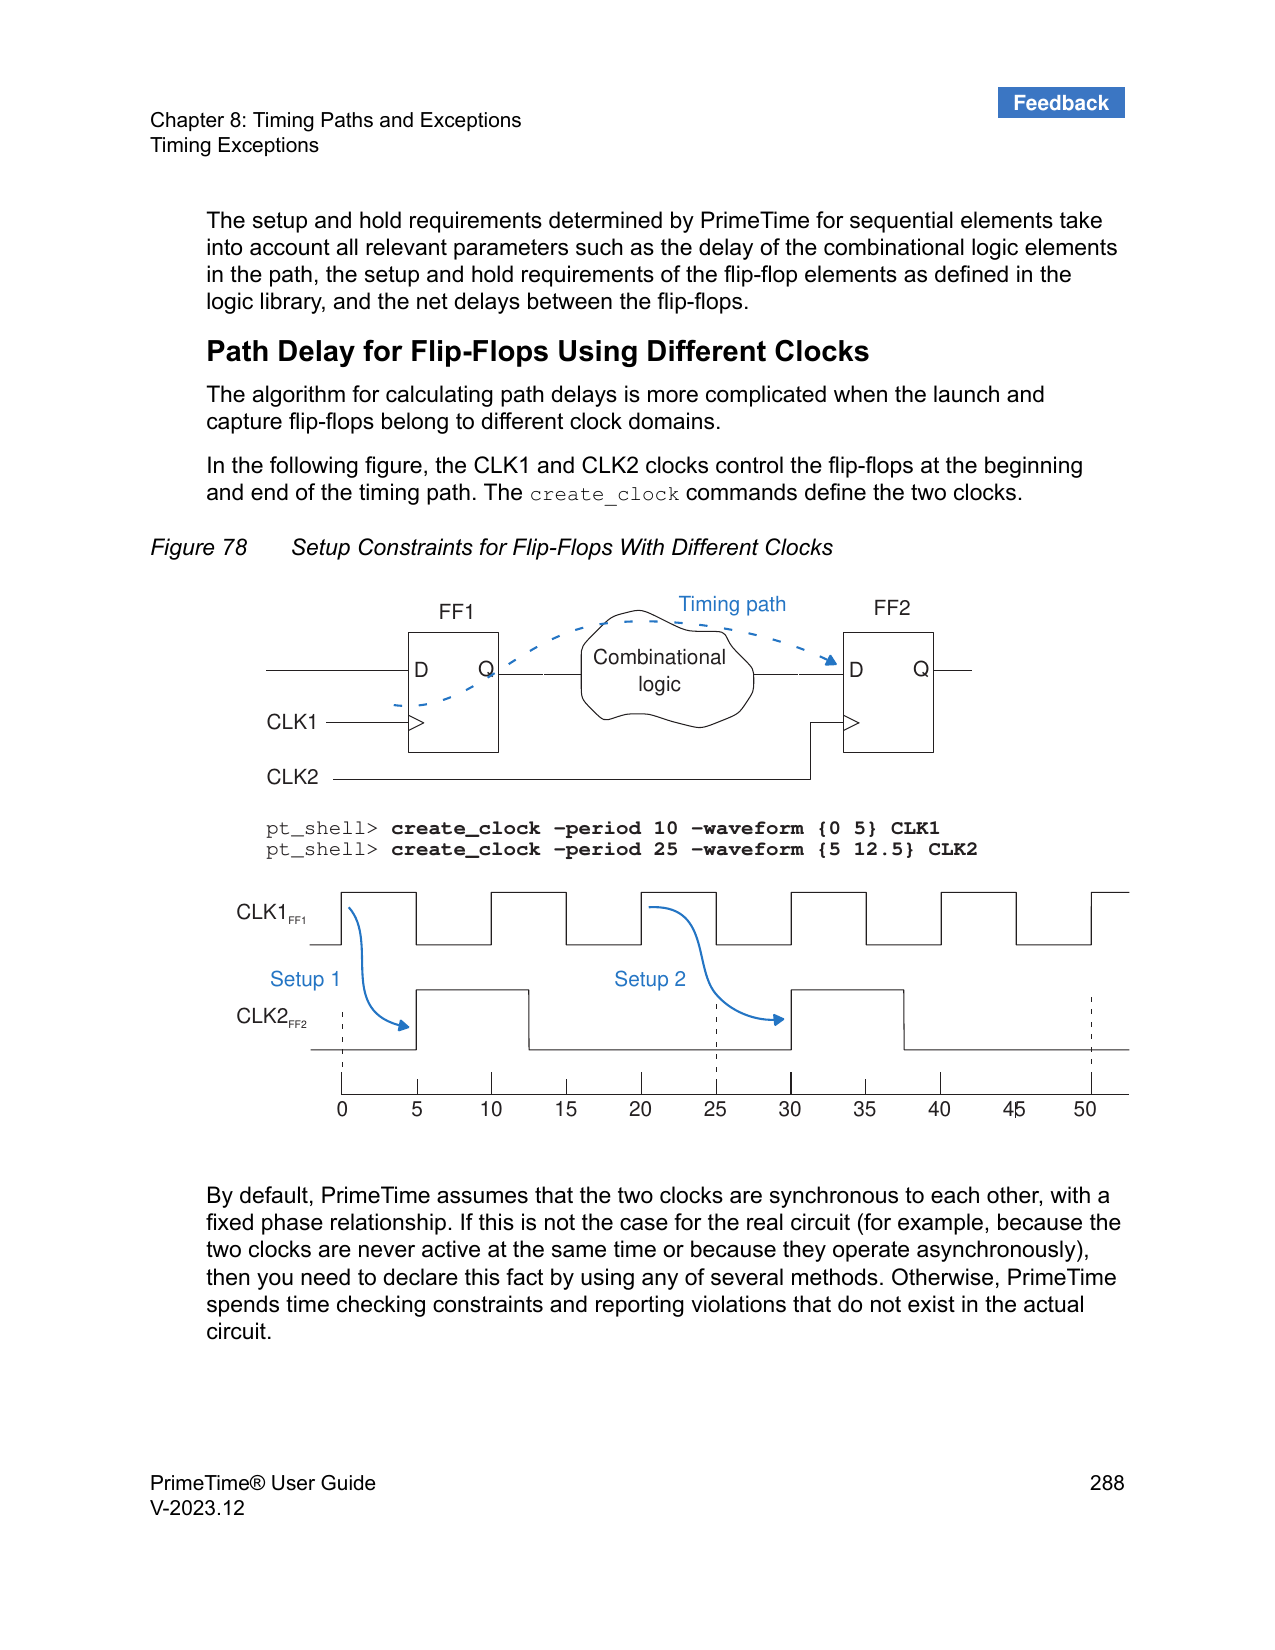 Feedback
Chapter 8: Timing Paths and Exceptions
Timing Exceptions
The setup and hold requirements determined by PrimeTime for sequential elements take
into account all relevant parameters such as the delay of the combinational logic elements
in the path, the setup and hold requirements of the flip-flop elements as defined in the
logic library, and the net delays between the flip-flops.
Path Delay for Flip-Flops Using Different Clocks
The algorithm for calculating path delays is more complicated when the launch and
capture flip-flops belong to different clock domains.
In the following figure, the CLK1 and CLK2 clocks control the flip-flops at the beginning
and end of the timing path. The create_clock commands define the two clocks.
Figure 78 Setup Constraints for Flip-Flops With Different Clocks
FF1 Timing path FF2
D Q Combinational D Q
logic
CLK1
CLK2
pt_shell> create_clock -period 10 -waveform {0 5} CLK1
pt_shell> create_clock -period 25 -waveform {5 12.5} CLK2
CLK1FF1
Setup 1 Setup 2
CLK2FF2
0 5 10 15 20 25 30 35 40 45 50
By default, PrimeTime assumes that the two clocks are synchronous to each other, with a
fixed phase relationship. If this is not the case for the real circuit (for example, because the
two clocks are never active at the same time or because they operate asynchronously),
then you need to declare this fact by using any of several methods. Otherwise, PrimeTime
spends time checking constraints and reporting violations that do not exist in the actual
circuit.
PrimeTime® User Guide 288
V-2023.12